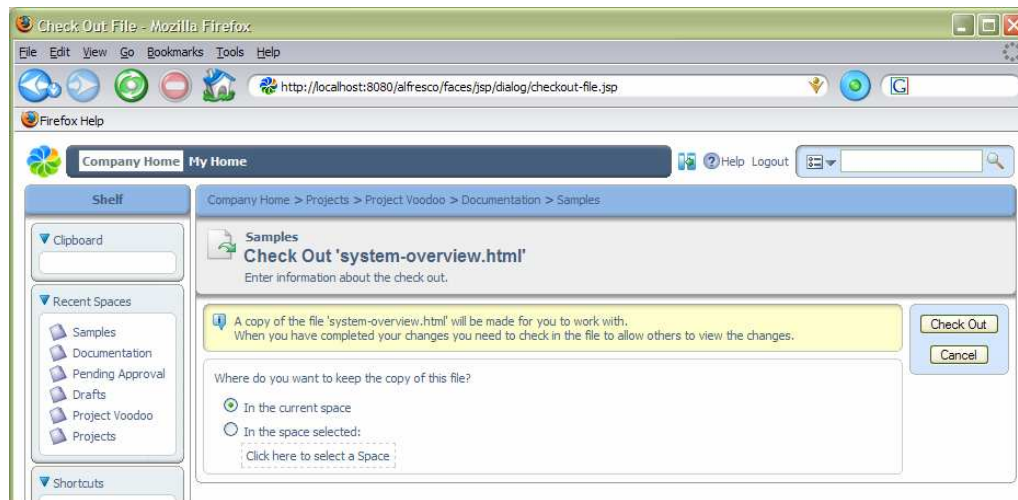 Check Out File - Mozilla Firefox
File Edit View Go Bookmarks Tools Help
http://localhost:8080/alfresco/faces/jsp/dialog/checkout-file.jsp
G
Firefox Help
Company Home My Home
Help Logout
Shelf
Company Home > Projects > Project Voodoo > Documentation > Samples
Clipboard
Samples
Check Out 'system-overview.html'
Enter information about the check out.
Recent Spaces
Samples
Documentation
Pending Approval
Drafts
Project Voodoo
Projects
A copy of the file 'system-overview.html' will be made for you to work with.
When you have completed your changes you need to check in the file to allow others to view the changes.
Check Out
Cancel
Where do you want to keep the copy of this file?
In the current space
In the space selected:
Click here to select a Space
Shortcuts